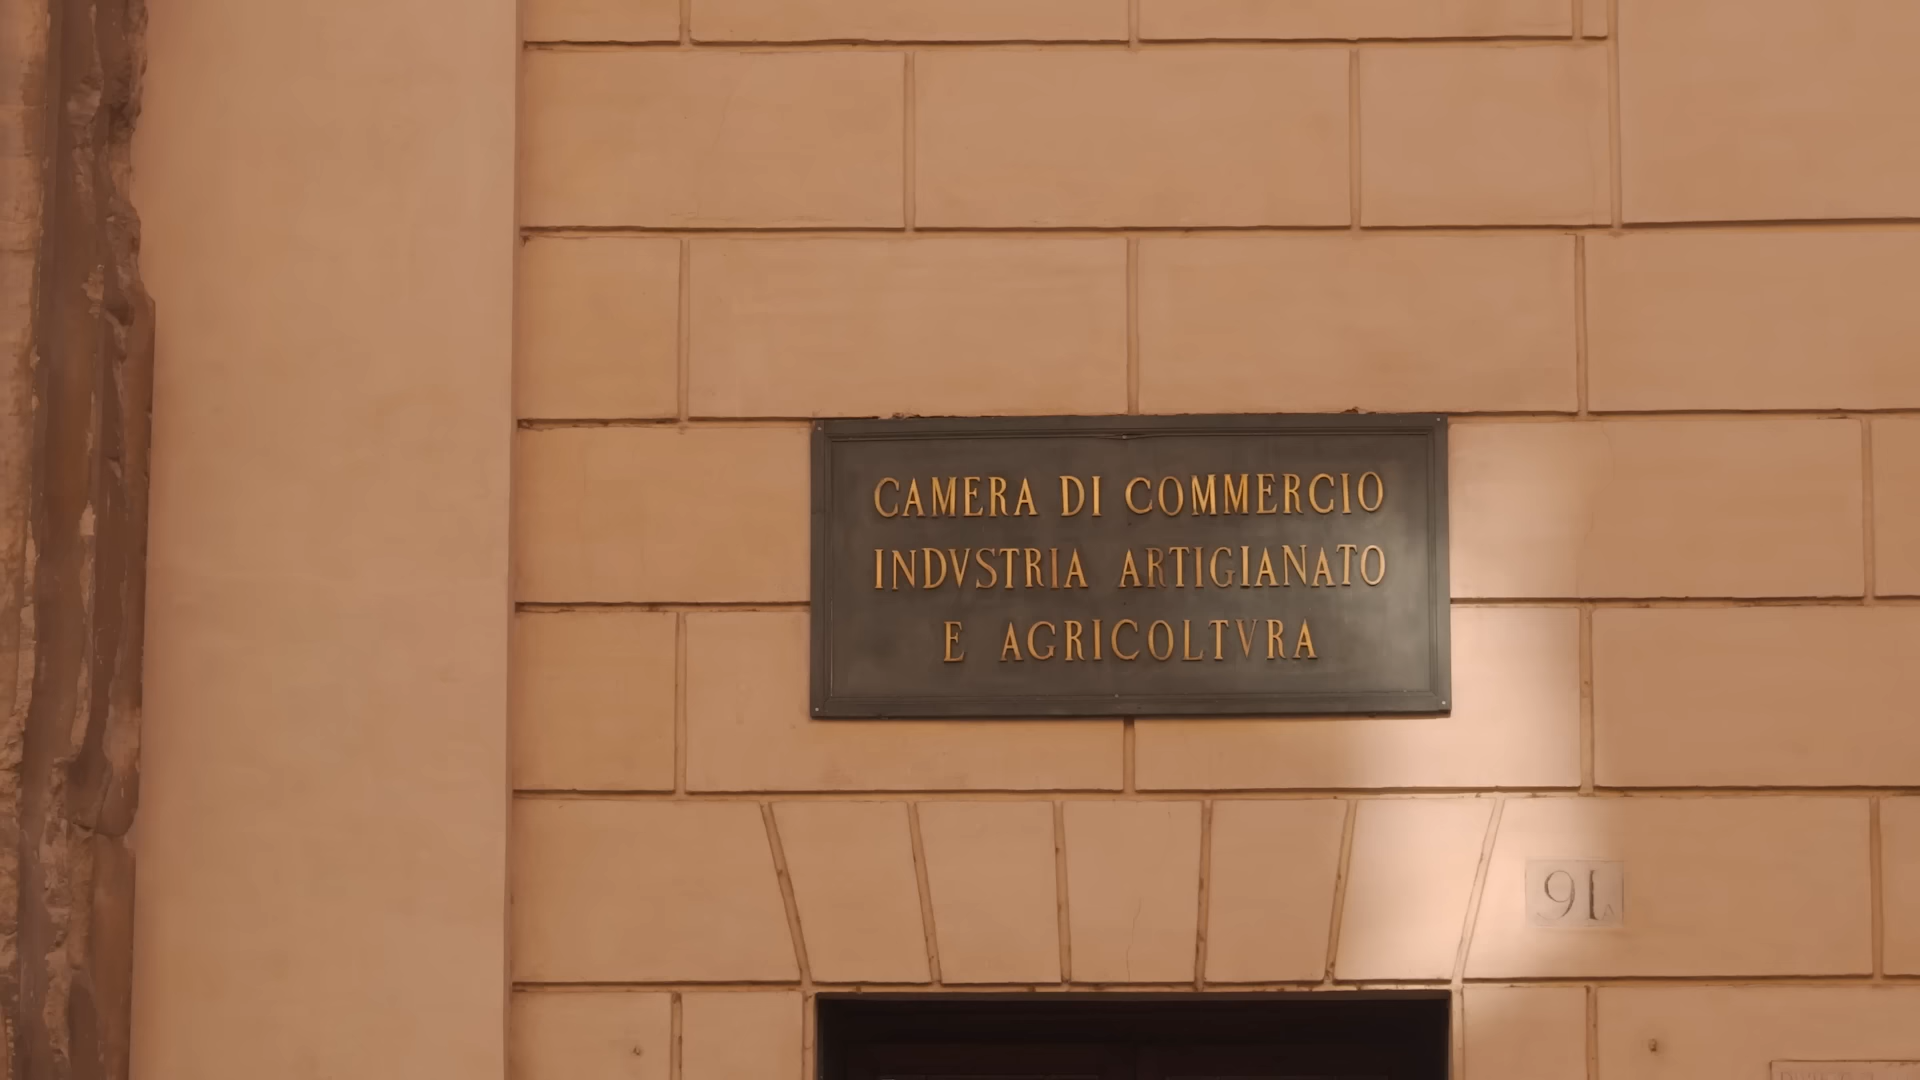 CAMERA DI COMMERCIO
INDVSTRIA ARTIGIANATO
E AGRICOLTVRA
91A